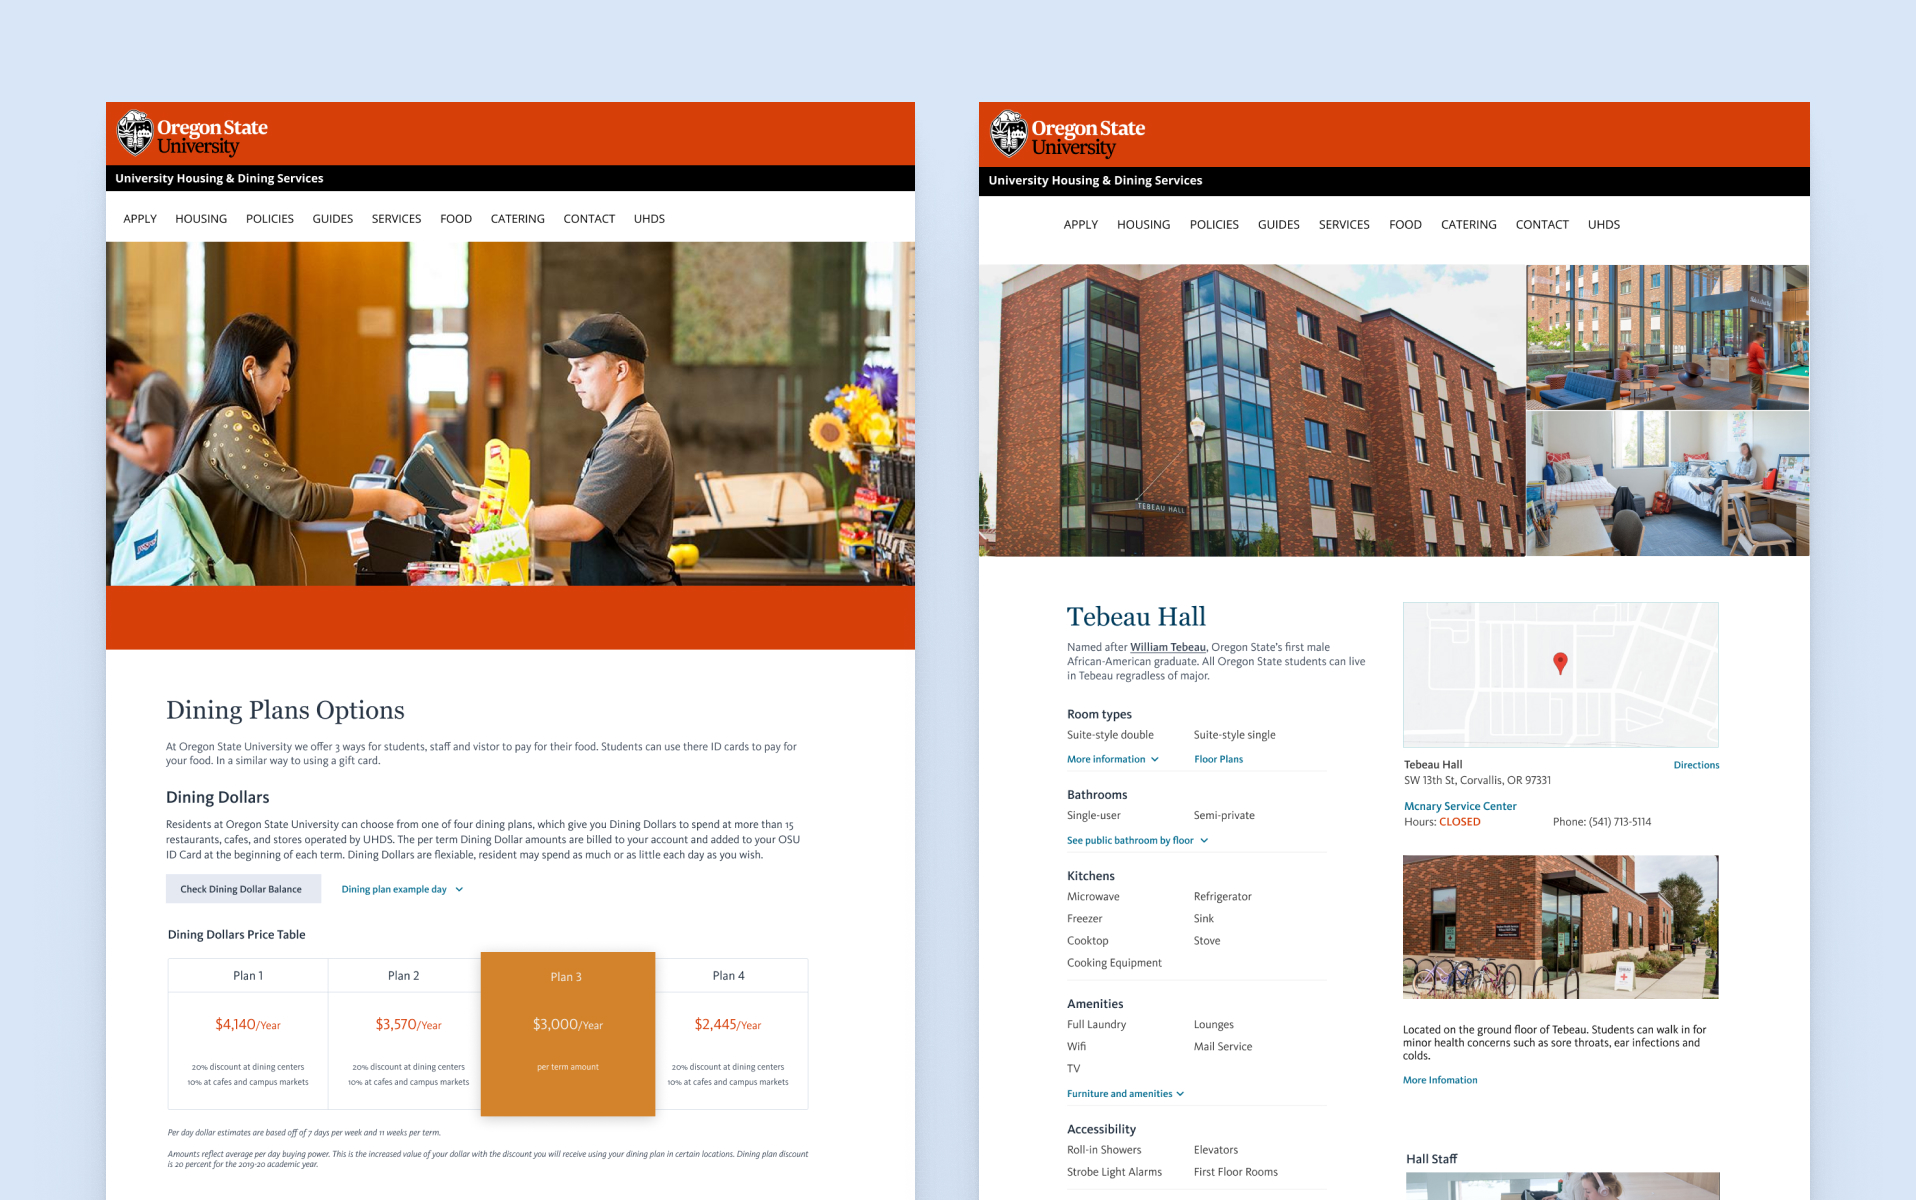 Oregon State
University
University Housing & Dining Services
APPLY HOUSING POLICIES GUIDES SERVICES FOOD CATERING CONTACT UHDS
Dining Plans Options
At Oregon State University we offer 3 ways for students, staff and vistor to pay for their food. Students can use there ID cards to pay for
your food. In a similar way to using a gift card.
Dining Dollars
Residents at Oregon State University can choose from one of four dining plans, which give you Dining Dollars to spend at more than 15
restaurants, cafes, and stores operated by UHDS. The per term Dining Dollar amounts are billed to your account and added to your OSU
ID Card at the beginning of each term. Dining Dollars are flexiable, resident may spend as much or as little each day as you wish.
Check Dining Dollar Balance Dining plan example day
Dining Dollars Price Table
Plan 1 Plan 2 Plan 3 Plan 4
$4,140/Year $3,570/Year $3,000/Year $2,445/Year
20% discount at dining centers 20% discount at dining centers per term amount 20% discount at dining centers
10% at cafes and campus markets 10% at cafes and campus markets 10% at cafes and campus markets
Per day dollar estimates are based off of 7 days per week and 11 weeks per term.
Amounts reflect average per day buying power. This is the increased value of your dollar with the discount you will receive using your dining plan in certain locations. Dining plan discount
is 20 percent for the 2019-20 academic year.
Oregon State
University
University Housing & Dining Services
APPLY HOUSING POLICIES GUIDES SERVICES FOOD CATERING CONTACT UHDS
TEBEAU HALL
Tebeau Hall
Named after William Tebeau, Oregon State's first male
African-American graduate. All Oregon State students can live
in Tebeau regradless of major.
Room types
Suite-style double Suite-style single
More information Floor Plans
Bathrooms
Single-user Semi-private
See public bathroom by floor
Kitchens
Microwave Refrigerator
Freezer Sink
Cooktop Stove
Cooking Equipment
Amenities
Full Laundry Lounges
Wifi Mail Service
TV
Furniture and amenities
Accessibility
Roll-in Showers Elevators
Strobe Light Alarms First Floor Rooms
Tebeau Hall Directions
SW 13th St, Corvallis, OR 97331
Mcnary Service Center
Hours: CLOSED Phone: (541) 713-5114
Located on the ground floor of Tebeau. Students can walk in for
minor health concerns such as sore throats, ear infections and
colds.
More Infomation
Hall Staff